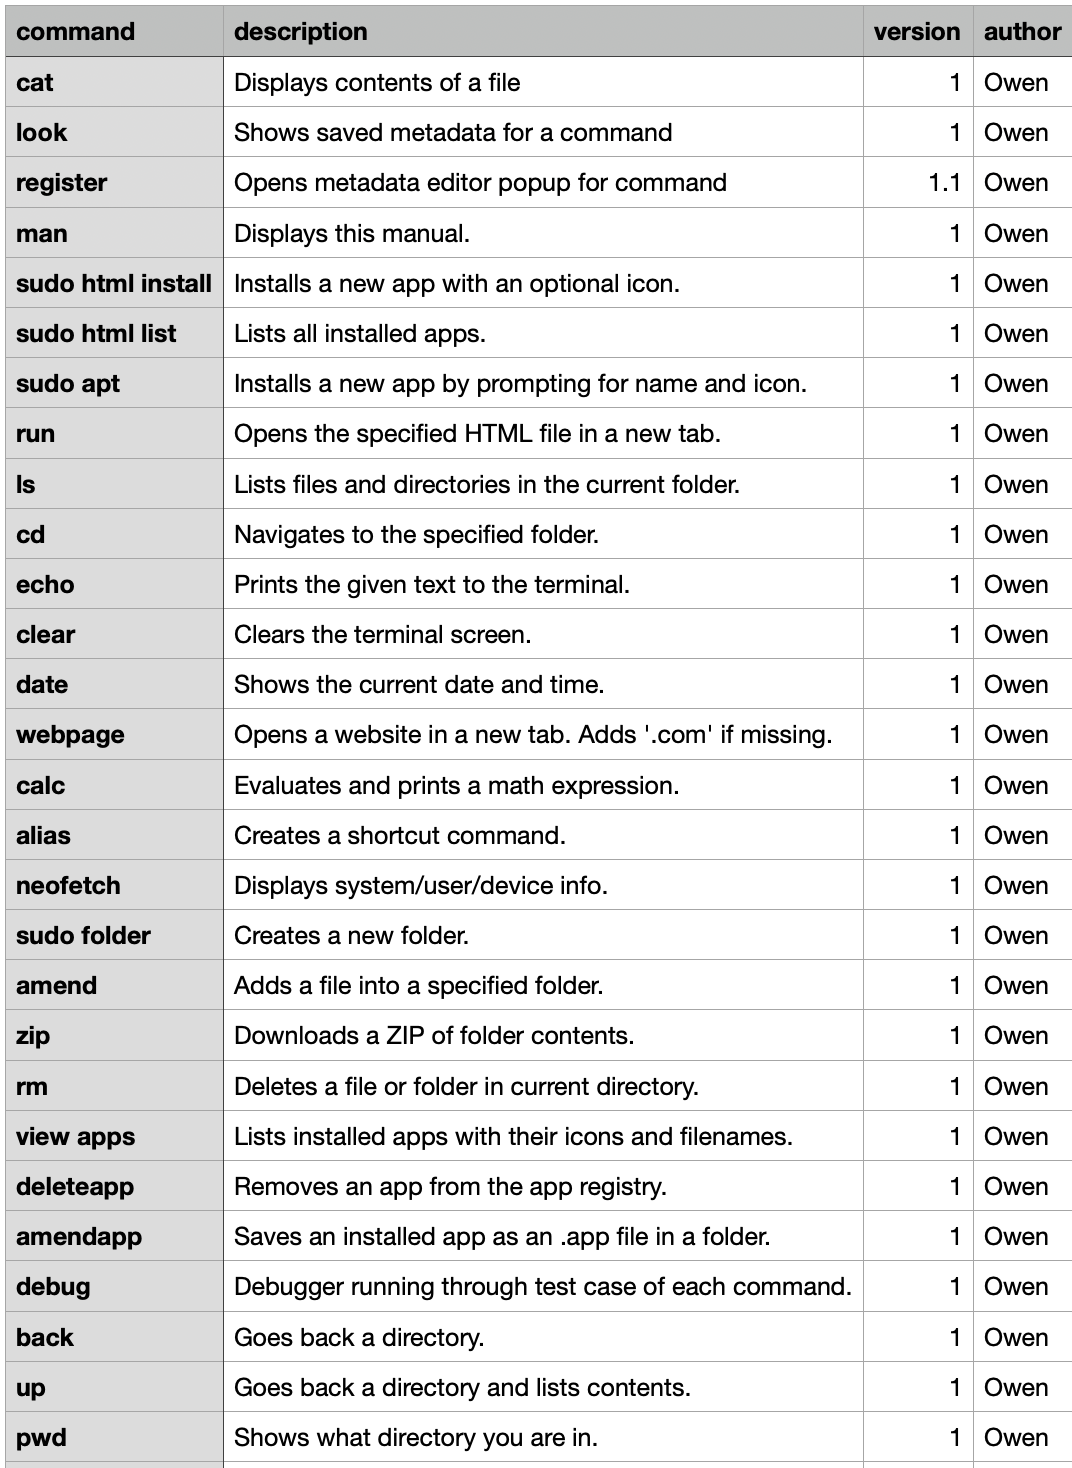 command description version author
cat Displays contents of a file 1 Owen
look Shows saved metadata for a command 1 Owen
register Opens metadata editor popup for command 1.1 Owen
man Displays this manual. 1 Owen
sudo html install Installs a new app with an optional icon. 1 Owen
sudo html list Lists all installed apps. 1 Owen
sudo apt Installs a new app by prompting for name and icon. 1 Owen
run Opens the specified HTML file in a new tab. 1 Owen
ls Lists files and directories in the current folder. 1 Owen
cd Navigates to the specified folder. 1 Owen
echo Prints the given text to the terminal. 1 Owen
clear Clears the terminal screen. 1 Owen
date Shows the current date and time. 1 Owen
webpage Opens a website in a new tab. Adds '.com' if missing. 1 Owen
calc Evaluates and prints a math expression. 1 Owen
alias Creates a shortcut command. 1 Owen
neofetch Displays system/user/device info. 1 Owen
sudo folder Creates a new folder. 1 Owen
amend Adds a file into a specified folder. 1 Owen
zip Downloads a ZIP of folder contents. 1 Owen
rm Deletes a file or folder in current directory. 1 Owen
view apps Lists installed apps with their icons and filenames. 1 Owen
deleteapp Removes an app from the app registry. 1 Owen
amendapp Saves an installed app as an .app file in a folder. 1 Owen
debug Debugger running through test case of each command. 1 Owen
back Goes back a directory. 1 Owen
up Goes back a directory and lists contents. 1 Owen
pwd Shows what directory you are in. 1 Owen